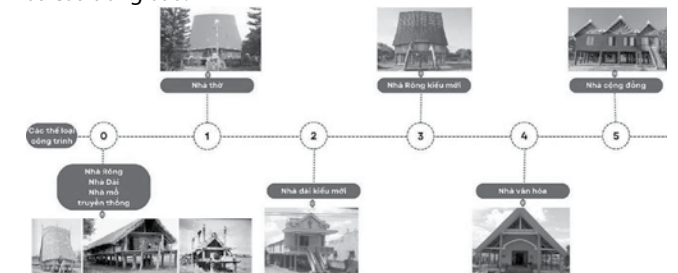 Nhà thờ
Nhà Rông kiểu mới
Nhà cộng đồng
Các thể loại
công trình
0
1
2
3
4
5
Nhà Rông
Nhà Dài
Nhà mồ
truyền thống
Nhà dài kiểu mới
Nhà văn hóa